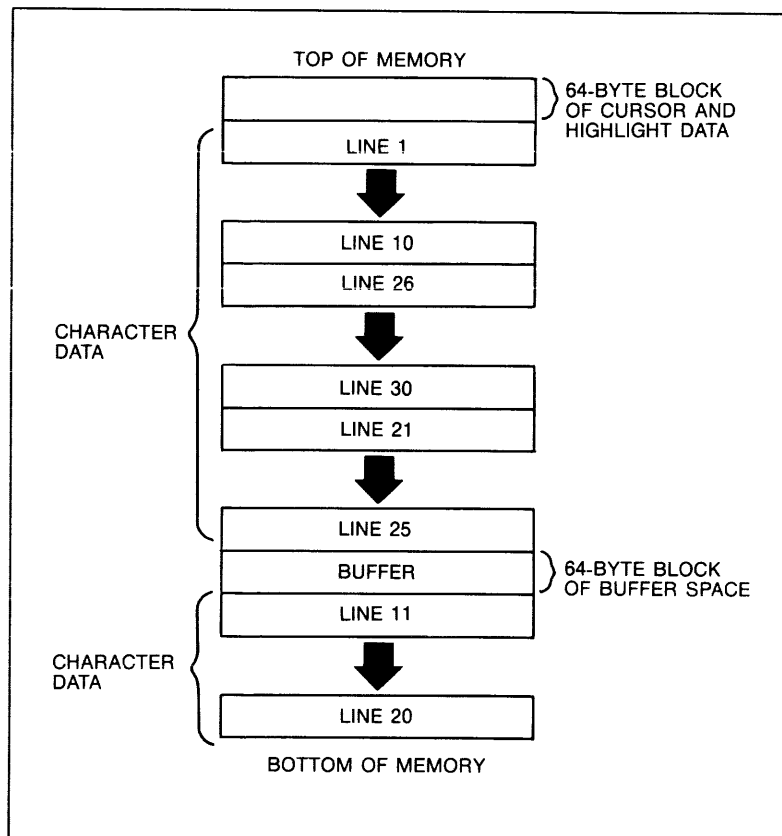 TOP OF MEMORY
64-BYTE BLOCK
OF CURSOR AND
HIGHLIGHT DATA
LINE 1
LINE 10
LINE 26
CHARACTER
DATA
LINE 30
LINE 21
LINE 25
BUFFER
64-BYTE BLOCK
OF BUFFER SPACE
LINE 11
CHARACTER
DATA
LINE 20
BOTTOM OF MEMORY